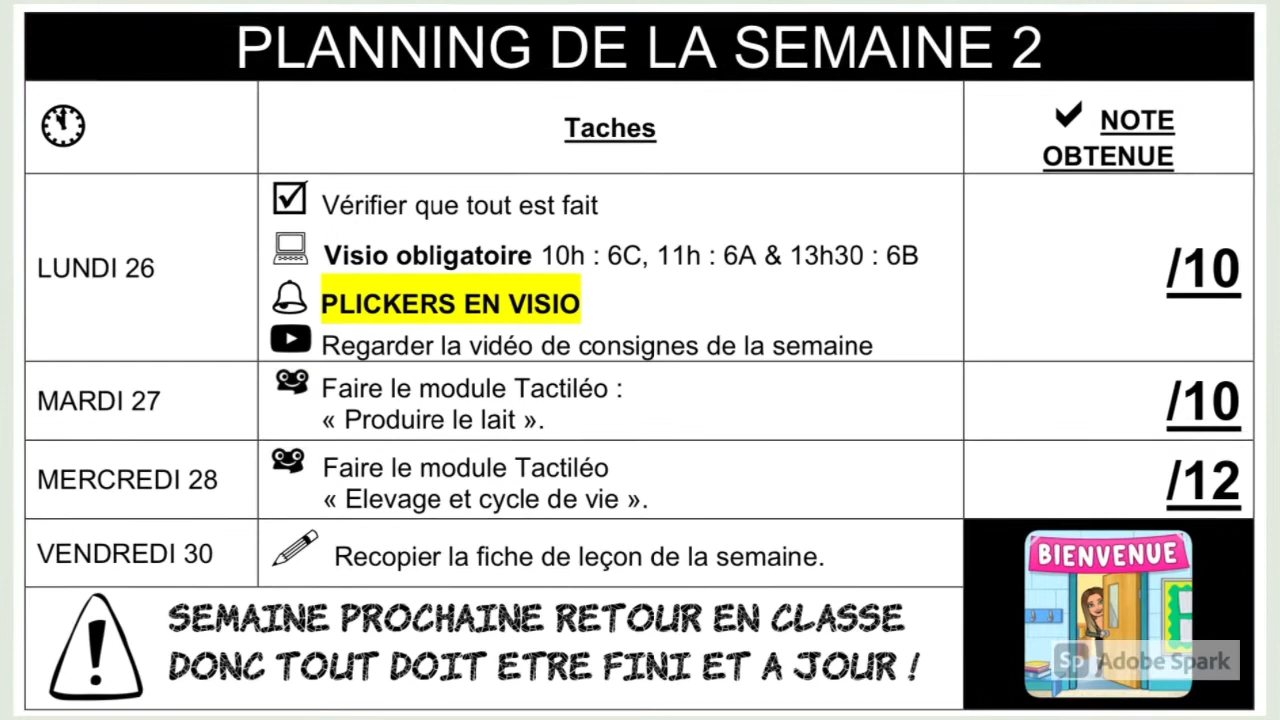 PLANNING DE LA SEMAINE 2
Taches
NOTE
OBTENUE
LUNDI 26
Vérifier que tout est fait
Visio obligatoire 10h : 6C, 11h : 6A & 13h30 : 6B
PLICKERS EN VISIO
Regarder la vidéo de consignes de la semaine
/10
MARDI 27
Faire le module Tactiléo :
« Produire le lait ».
/10
MERCREDI 28
Faire le module Tactiléo
« Elevage et cycle de vie ».
/12
VENDREDI 30
Recopier la fiche de leçon de la semaine.
BIENVENUE
SEMAINE PROCHAINE RETOUR EN CLASSE
DONC TOUT DOIT ETRE FINI ET A JOUR !
Sp Adobe Spark